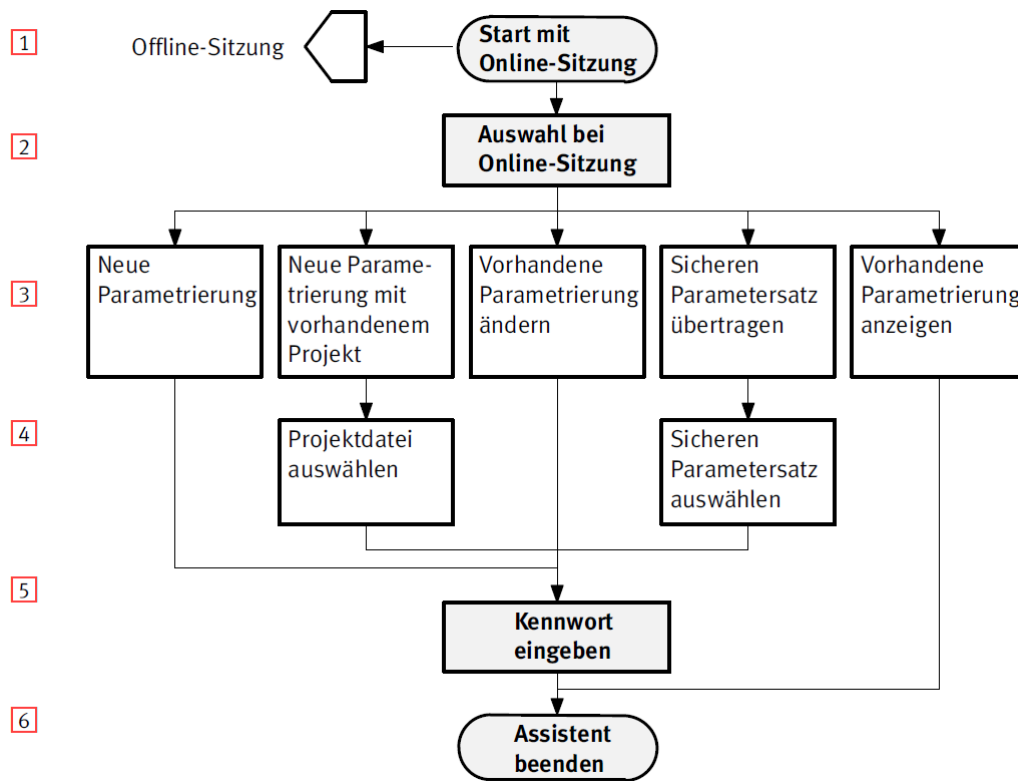 1
Offline-Sitzung
Start mit
Online-Sitzung
2
Auswahl bei
Online-Sitzung
3
Neue
Parametrierung
Neue Parame-
trierung mit
vorhandenem
Projekt
Vorhandene
Parametrierung
ändern
Sicheren
Parametersatz
übertragen
Vorhandene
Parametrierung
anzeigen
4
Projektdatei
auswählen
Sicheren
Parametersatz
auswählen
5
Kennwort
eingeben
6
Assistent
beenden